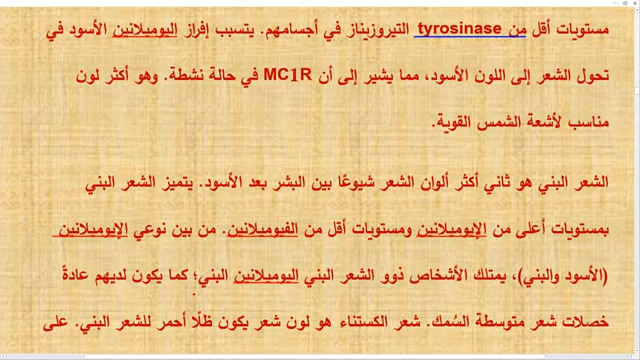 مستويات أقل من tyrosinase التيروزيناز في أجسامهم. يتسبب إفراز اليوميلانين الأسود في
تحول الشعر إلى اللون الأسود، مما يشير إلى أن MC1R في حالة نشطة. وهو أكثر لون
مناسب لأشعة الشمس القوية.
الشعر البني هو ثاني أكثر ألوان الشعر شيوعًا بين البشر بعد الأسود. يتميز الشعر البني
بمستويات أعلى من الإيوميلانين ومستويات أقل من الفيوميلانين. من بين نوعي الإيوميلانين
(الأسود والبني)، يمتلك الأشخاص ذوو الشعر البني اليوميلانين البني؛ كما يكون لديهم عادةً
خصلات شعر متوسطة السُمك. شعر الكستناء هو لون شعر يكون ظلًا أحمر للشعر البني. على